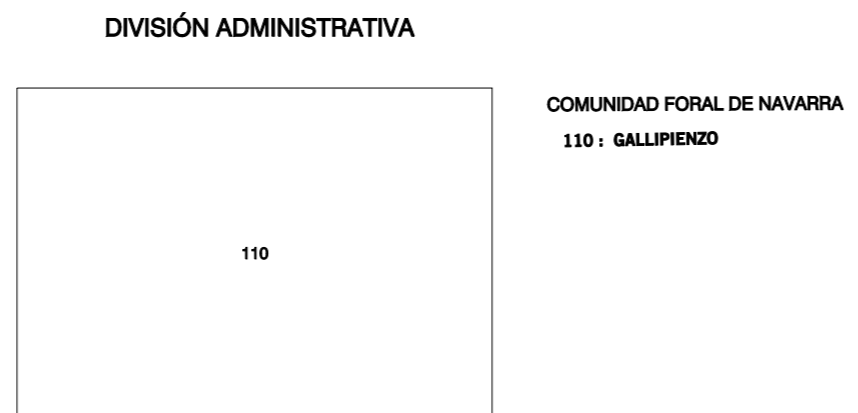 DIVISIÓN ADMINISTRATIVA
COMUNIDAD FORAL DE NAVARRA
110 : GALLIPIENZO
110